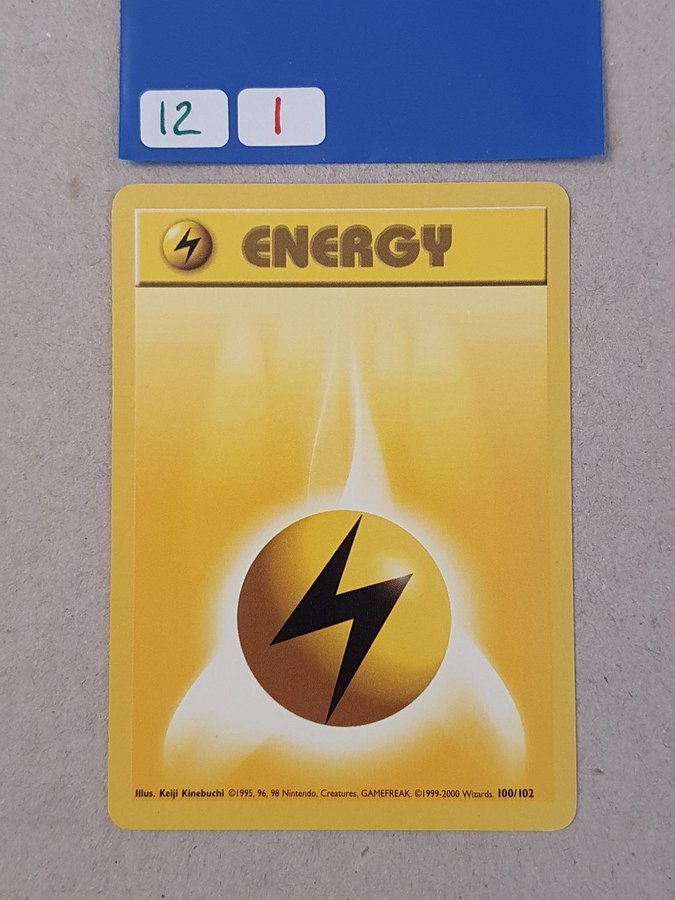 12 1
ENERGY
Illus. Keiji Kinebuchi ©1995, 96, 98 Nintendo, Creatures, GAMEFREAK. ©1999-2000 Wizards. 100/102